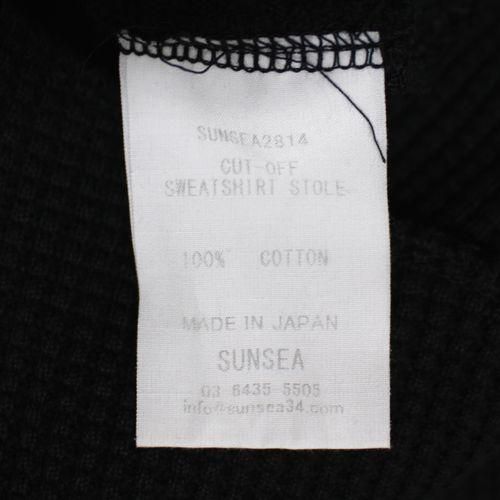 SUNSEA2814
CUT-OFF
SWEATSHIRT STOLE
100% COTTON
MADE IN JAPAN
SUNSEA
03 6435 5505
info@sunsea34.com